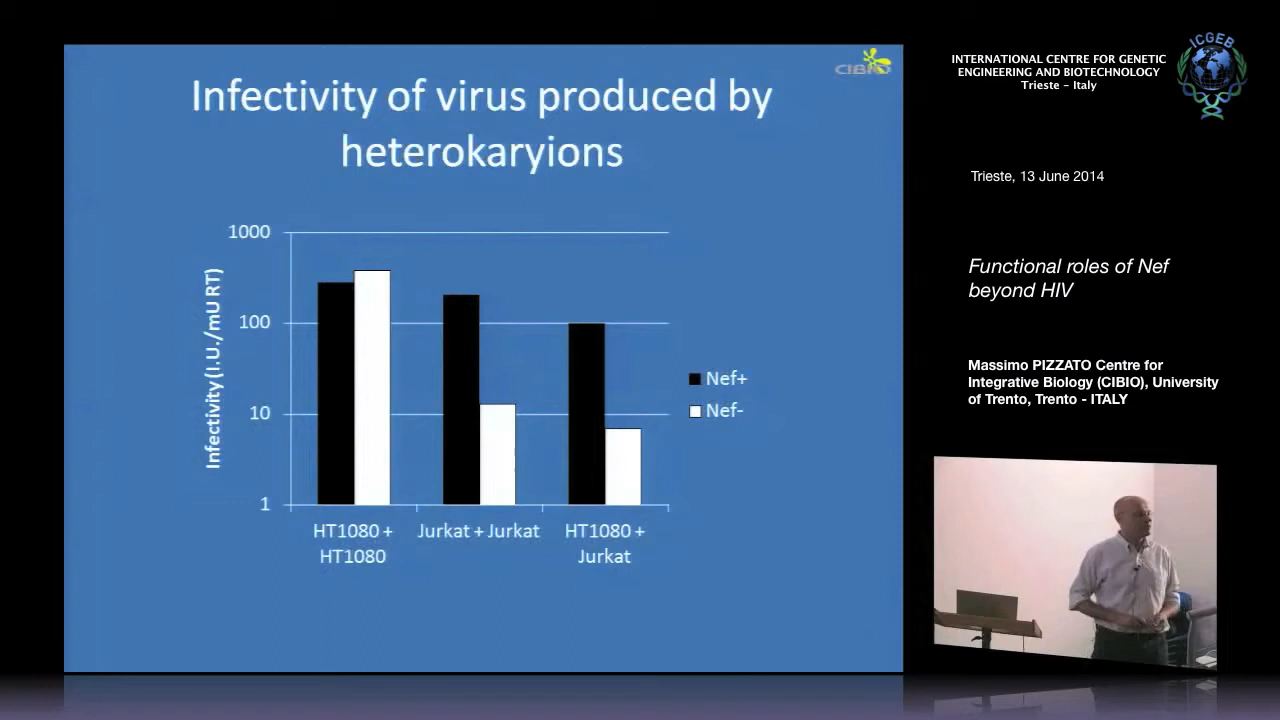 CIBIO
Infectivity of virus produced by
heterokaryions
1000
100
10
1
Infectivity (I.U./mU RT)
HT1080 +
HT1080
Jurkat + Jurkat
HT1080 +
Jurkat
Nef+
Nef-
INTERNATIONAL CENTRE FOR GENETIC
ENGINEERING AND BIOTECHNOLOGY
Trieste – Italy
ICGEB
Trieste, 13 June 2014
Functional roles of Nef
beyond HIV
Massimo PIZZATO Centre for
Integrative Biology (CIBIO), University
of Trento, Trento - ITALY